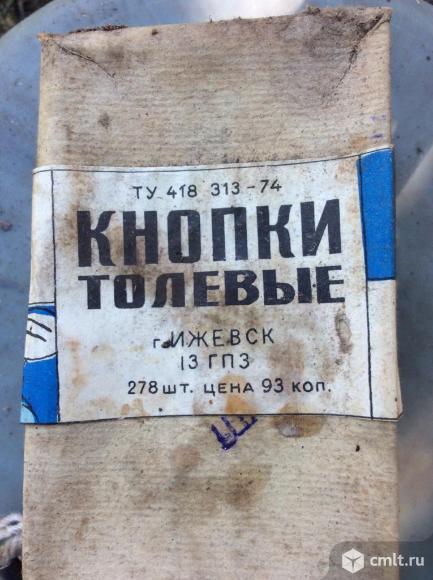 ТУ 418 313-74
КНОПКИ
ТОЛЕВЫЕ
г. ИЖЕВСК
13 ГПЗ
278 ШТ. ЦЕНА 93 КОП.
cmlt.ru